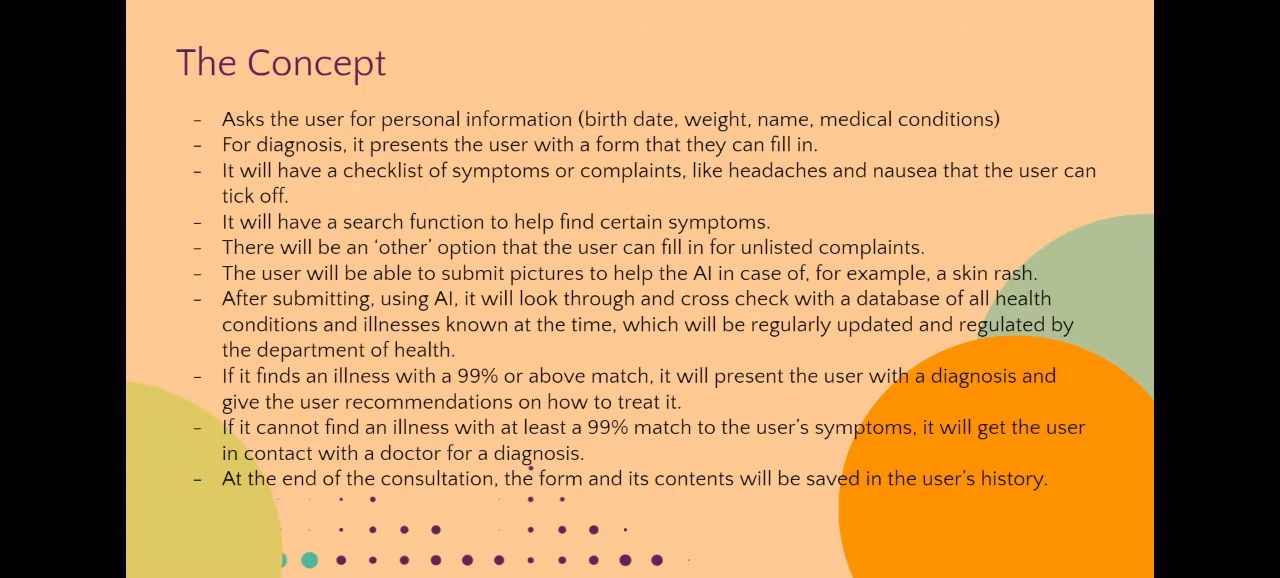 The Concept
- Asks the user for personal information (birth date, weight, name, medical conditions)
- For diagnosis, it presents the user with a form that they can fill in.
- It will have a checklist of symptoms or complaints, like headaches and nausea that the user can
tick off.
- It will have a search function to help find certain symptoms.
- There will be an ‘other’ option that the user can fill in for unlisted complaints.
- The user will be able to submit pictures to help the AI in case of, for example, a skin rash.
- After submitting, using AI, it will look through and cross check with a database of all health
conditions and illnesses known at the time, which will be regularly updated and regulated by
the department of health.
- If it finds an illness with a 99% or above match, it will present the user with a diagnosis and
give the user recommendations on how to treat it.
- If it cannot find an illness with at least a 99% match to the user’s symptoms, it will get the user
in contact with a doctor for a diagnosis.
- At the end of the consultation, the form and its contents will be saved in the user’s history.